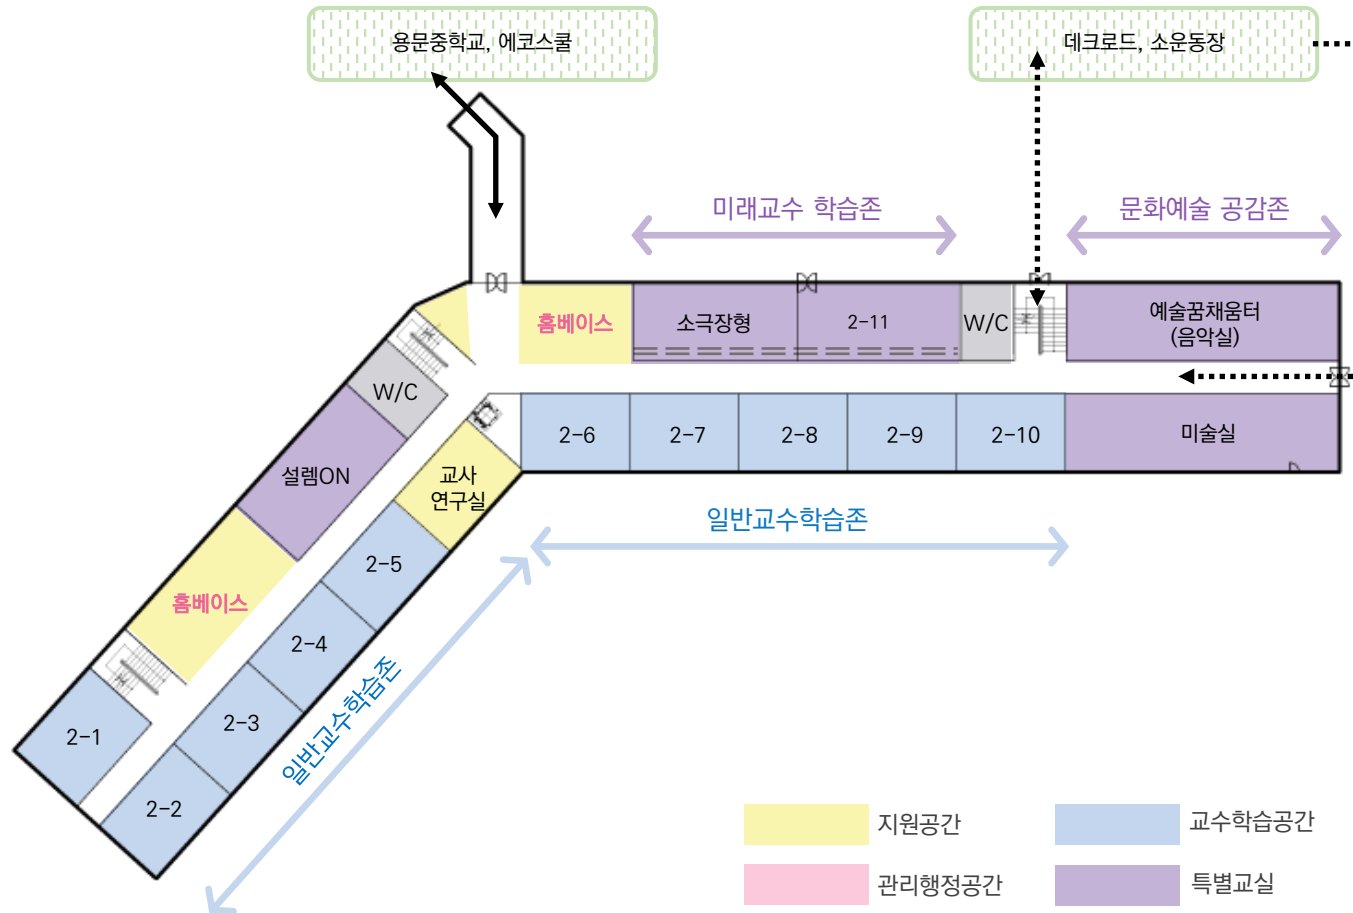 용문중학교, 에코스쿨
데크로드, 소운동장
미래교수 학습존
문화예술 공감존
홈베이스
소극장형
2-11
W/C
예술꿈채움터
(음악실)
W/C
2-6
2-7
2-8
2-9
2-10
미술실
설렘ON
교사
연구실
일반교수학습존
2-5
홈베이스
2-4
2-3
2-1
2-2
일반교수학습존
지원공간
교수학습공간
관리행정공간
특별교실